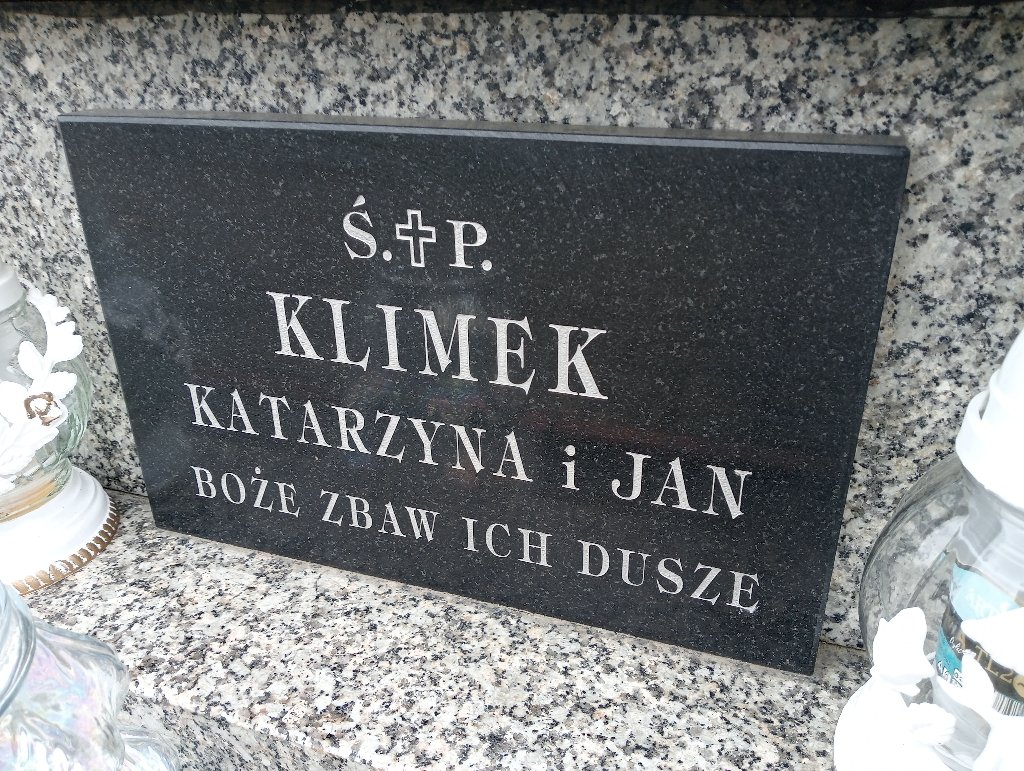 Ś.✝P.
KLIMEK
KATARZYNA i JAN
BOŻE ZBAW ICH DUSZE